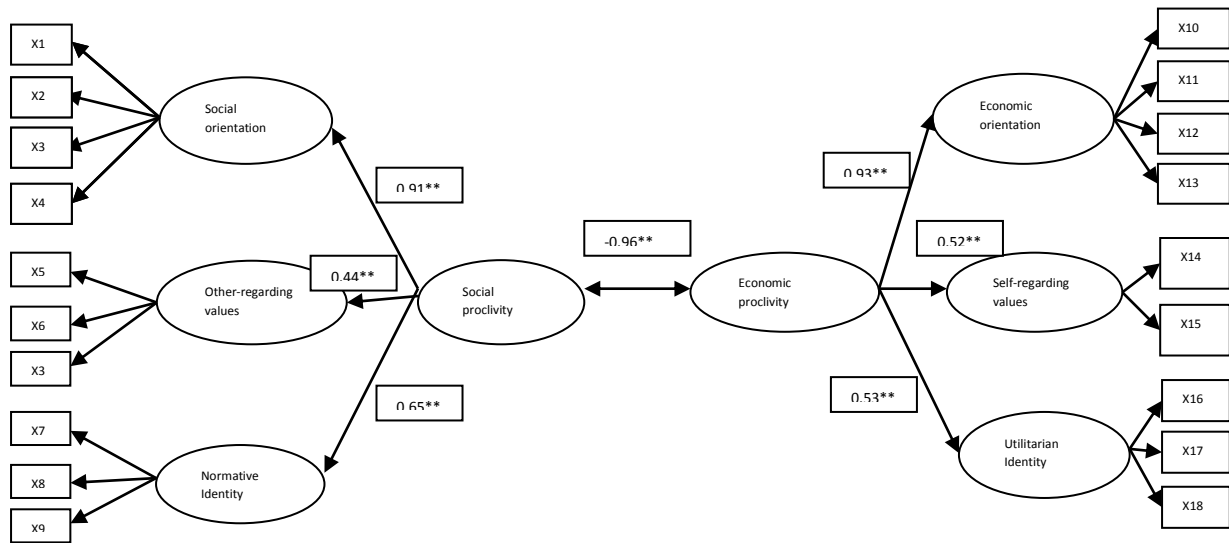 X1
X2
X3
X4
Social
orientation
0.91**
X5
X6
X3
Other-regarding
values
0.44**
Social
proclivity
-0.96**
Economic
proclivity
X7
X8
X9
Normative
Identity
0.65**
X10
X11
X12
X13
Economic
orientation
0.93**
X14
X15
Self-regarding
values
0.52**
X16
X17
X18
Utilitarian
Identity
0.53**